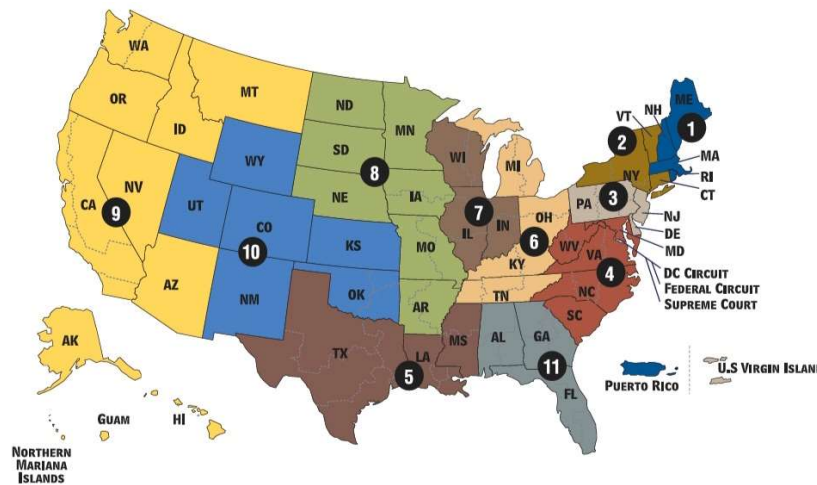 WA
MT
ND
MN
OR
ID
SD
WI
MI
VT
NH
ME
1
2
MA
WY
8
NY
RI
CT
NE
IA
3
PA
NJ
NV
CA
9
UT
CO
7
IL
IN
OH
6
WV
VA
DE
MD
10
KS
MO
KY
4
DC CIRCUIT
FEDERAL CIRCUIT
SUPREME COURT
AZ
NM
OK
AR
TN
NC
SC
AK
TX
LA
MS
AL
GA
5
11
FL
PUERTO RICO
U.S VIRGIN ISLAN
GUAM
HI
NORTHERN
MARIANA
ISLANDS